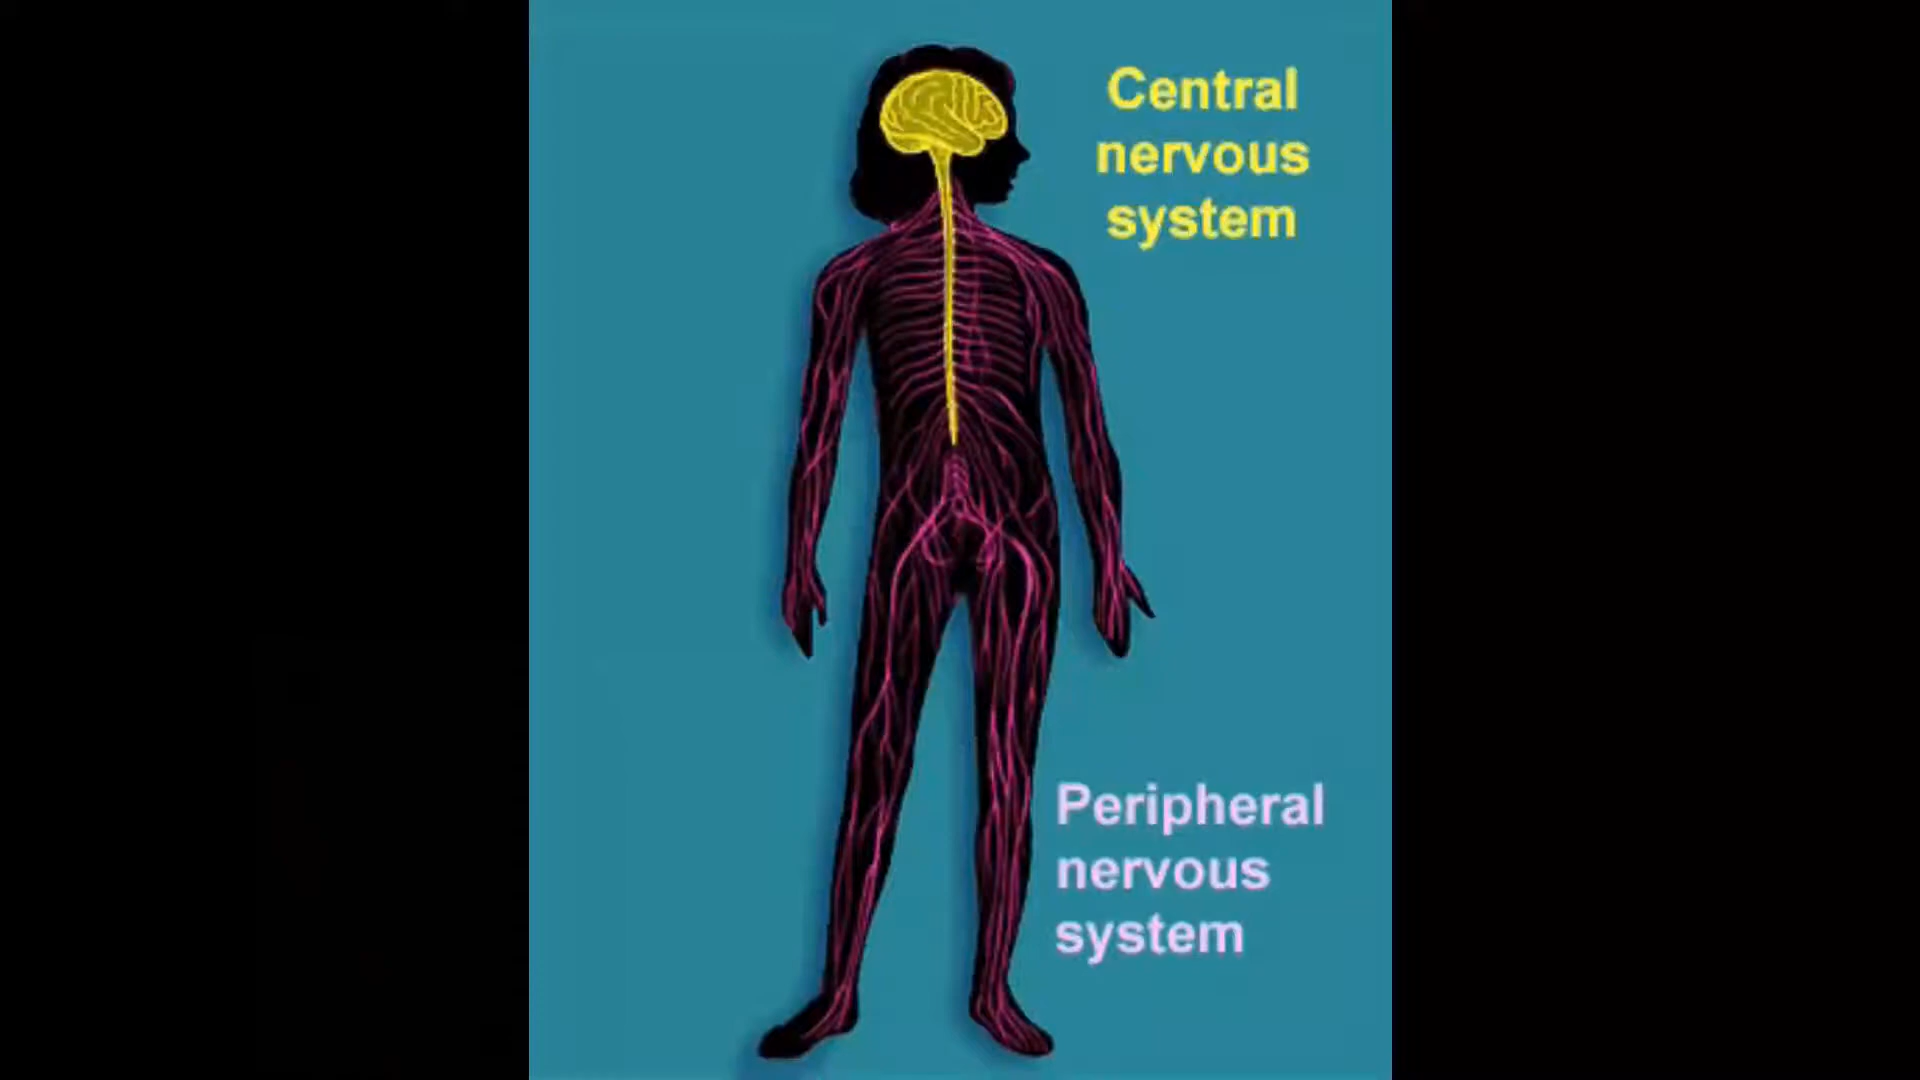 Central
nervous
system
Peripheral
nervous
system